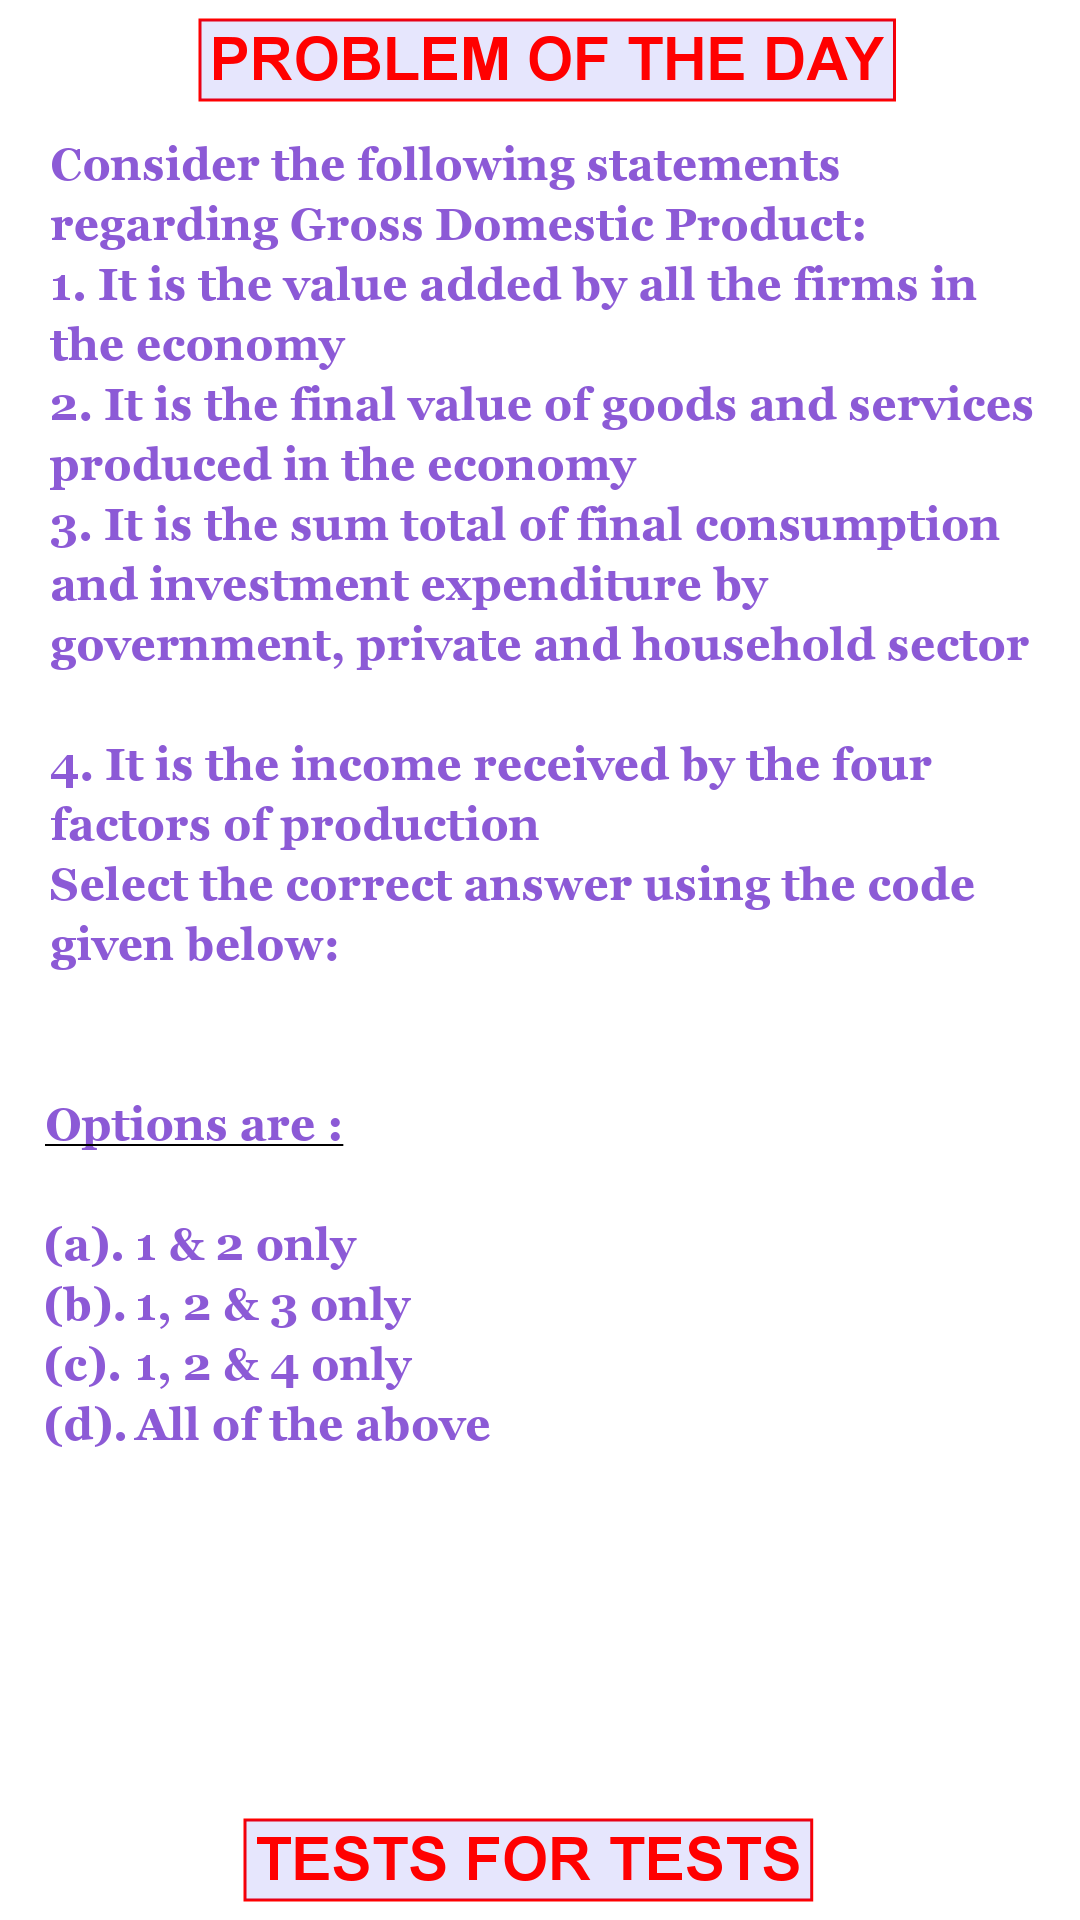 PROBLEM OF THE DAY
Consider the following statements
regarding Gross Domestic Product:
1. It is the value added by all the firms in
the economy
2. It is the final value of goods and services
produced in the economy
3. It is the sum total of final consumption
and investment expenditure by
government, private and household sector
4. It is the income received by the four
factors of production
Select the correct answer using the code
given below:
Options are :
(a). 1 & 2 only
(b). 1, 2 & 3 only
(c). 1, 2 & 4 only
(d). All of the above
TESTS FOR TESTS